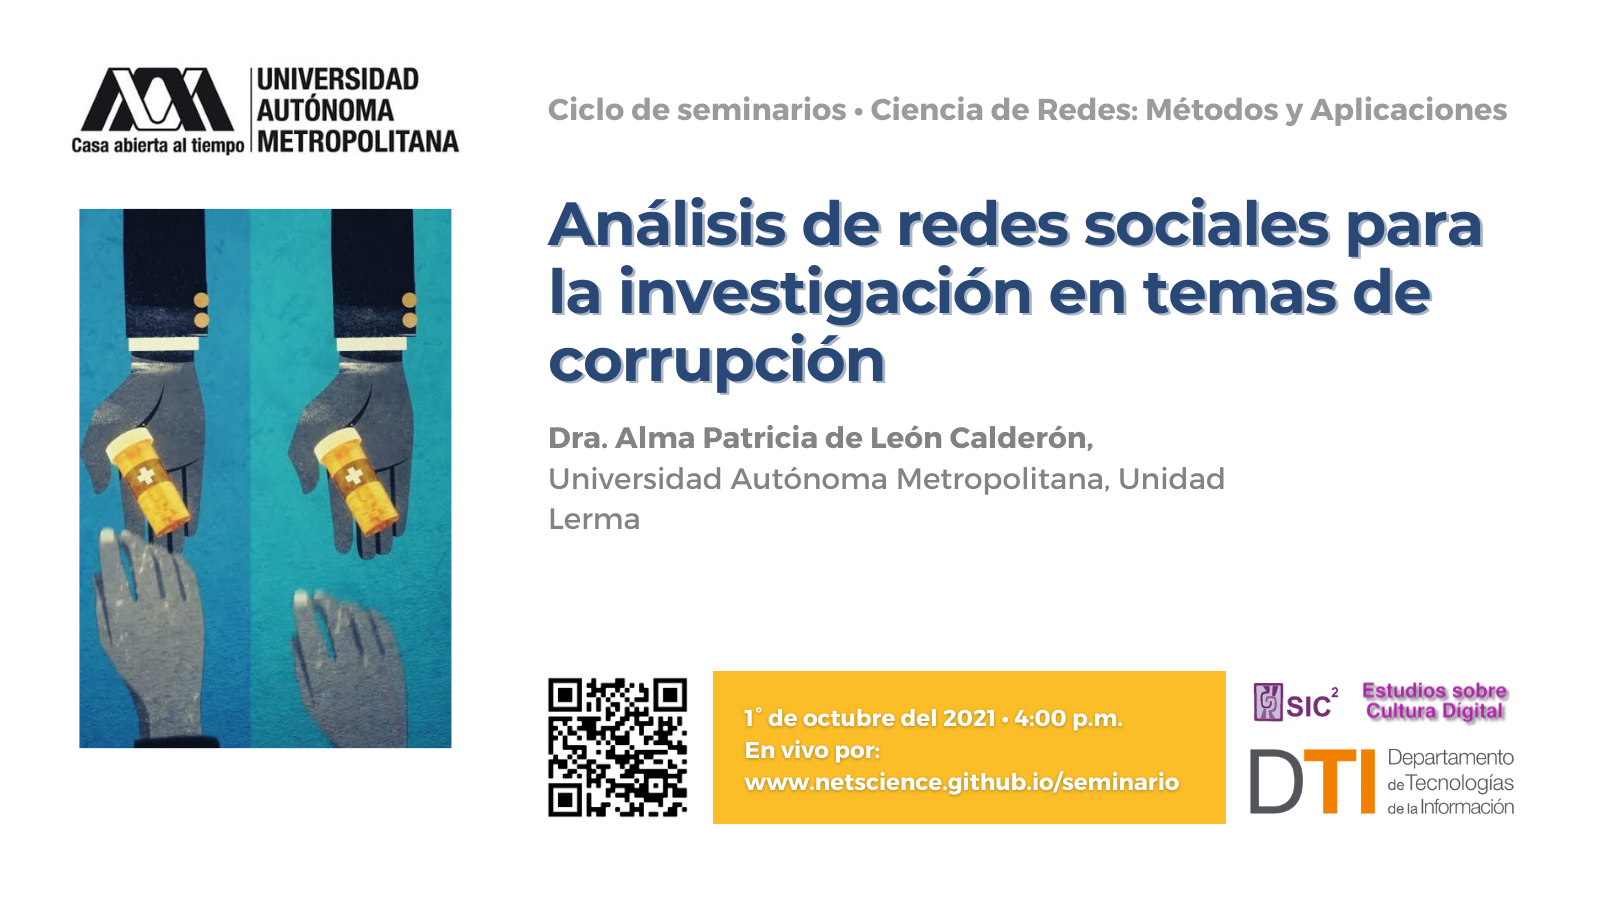 UNIVERSIDAD
AUTÓNOMA
METROPOLITANA
Casa abierta al tiempo
Ciclo de seminarios • Ciencia de Redes: Métodos y Aplicaciones
Análisis de redes sociales para
la investigación en temas de
corrupción
Dra. Alma Patricia de León Calderón,
Universidad Autónoma Metropolitana, Unidad
Lerma
1° de octubre del 2021 • 4:00 p.m.
En vivo por:
www.netscience.github.io/seminario
SIC²
Estudios sobre
Cultura Dígital
DTI
Departamento
de Tecnologías
de la Información